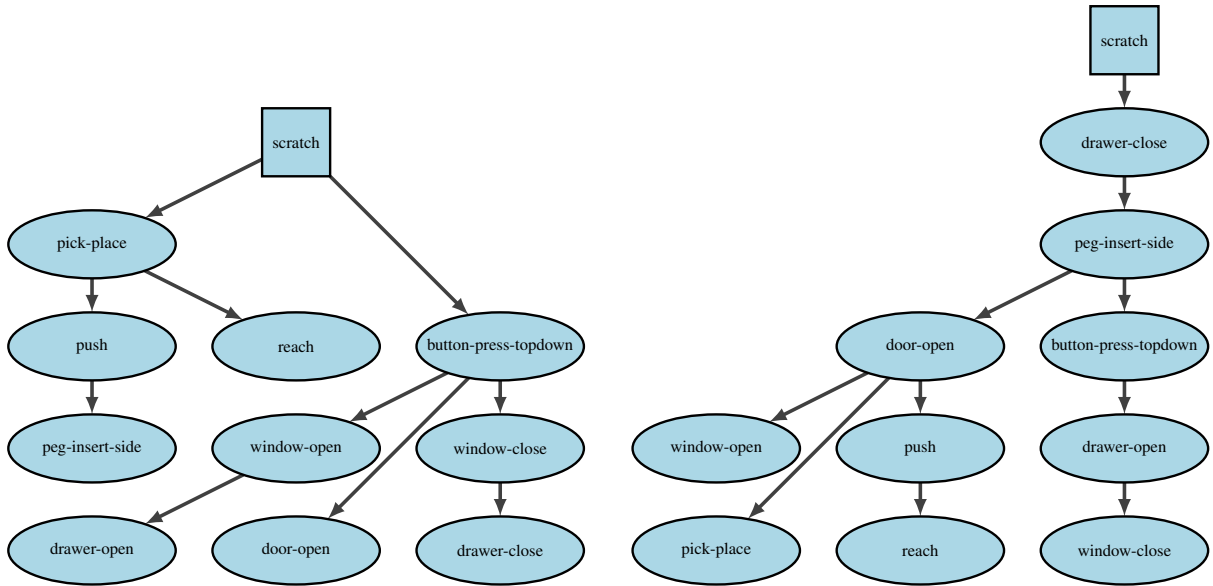 scratch
scratch
drawer-close
pick-place
peg-insert-side
push
reach
button-press-topdown
door-open
button-press-topdown
peg-insert-side
window-open
window-close
window-open
push
drawer-open
drawer-open
door-open
drawer-close
pick-place
reach
window-close